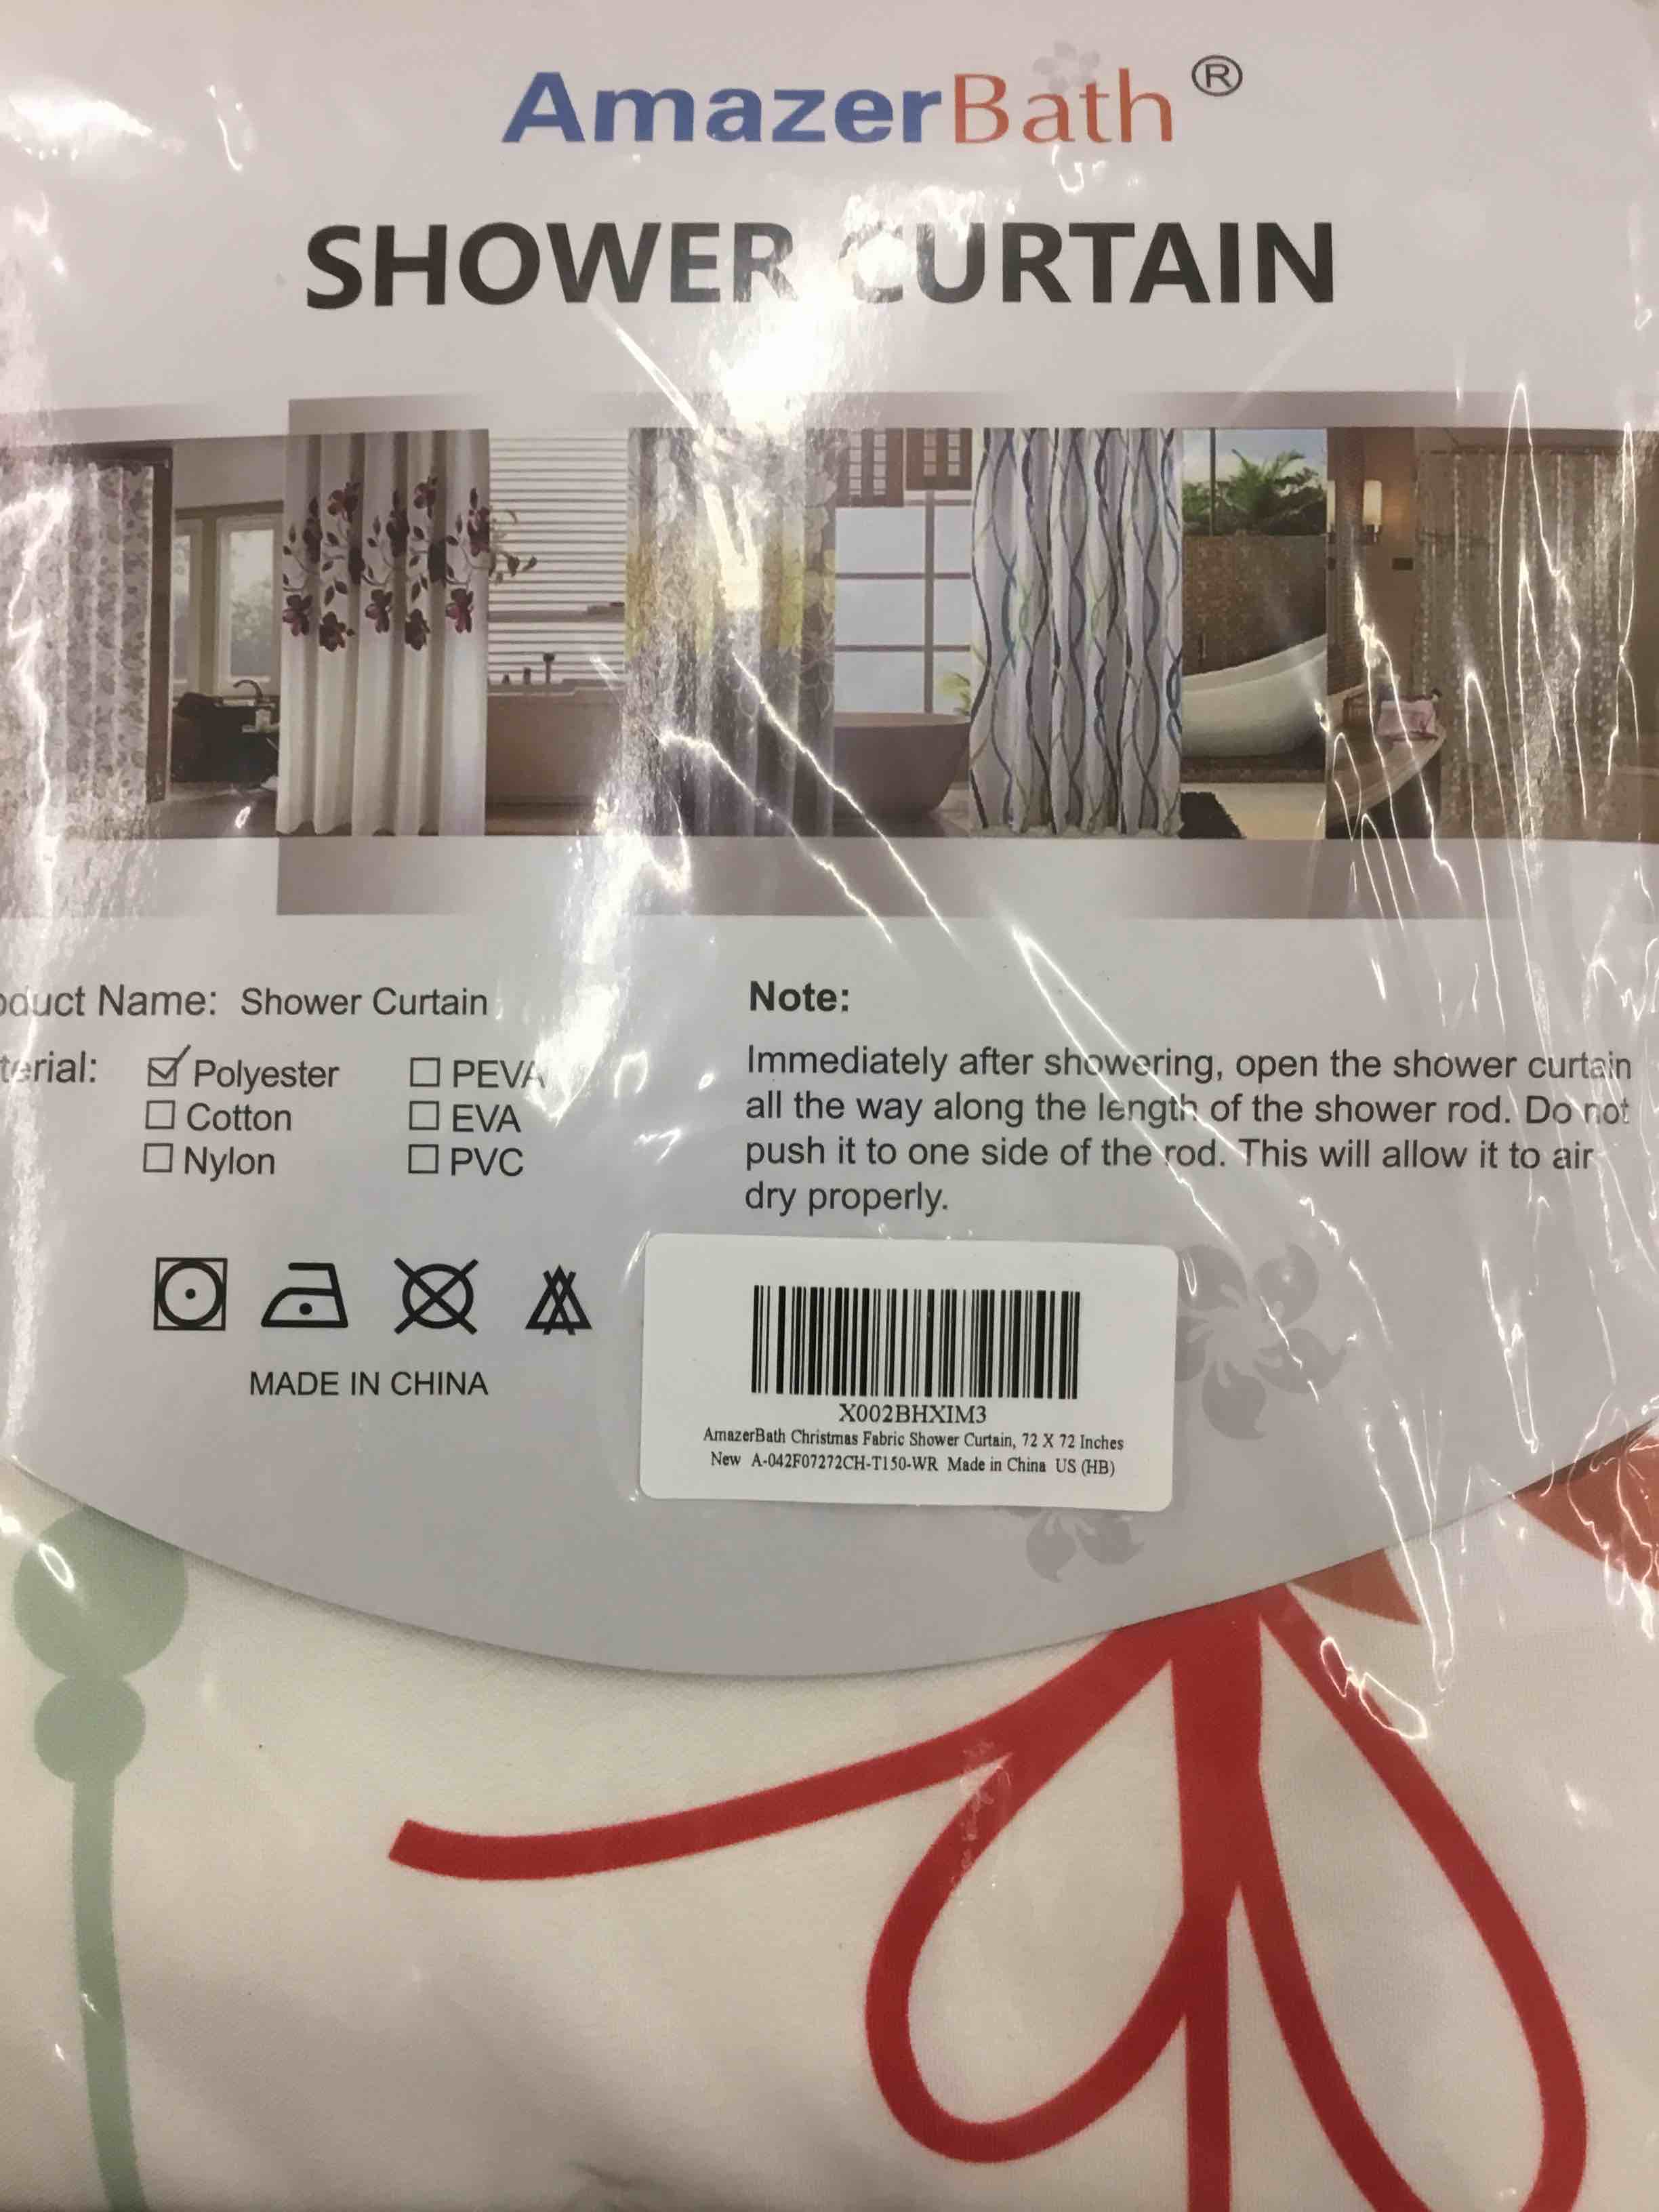 AmazerBath®
SHOWER CURTAIN
oduct Name: Shower Curtain
terial: Polyester PEVA
Cotton EVA
Nylon PVC
MADE IN CHINA
Note:
Immediately after showering, open the shower curtain
all the way along the length of the shower rod. Do not
push it to one side of the rod. This will allow it to air
dry properly.
X002BHXIM3
AmazerBath Christmas Fabric Shower Curtain, 72 X 72 Inches
New A-042F07272CH-T150-WR Made in China US (HB)